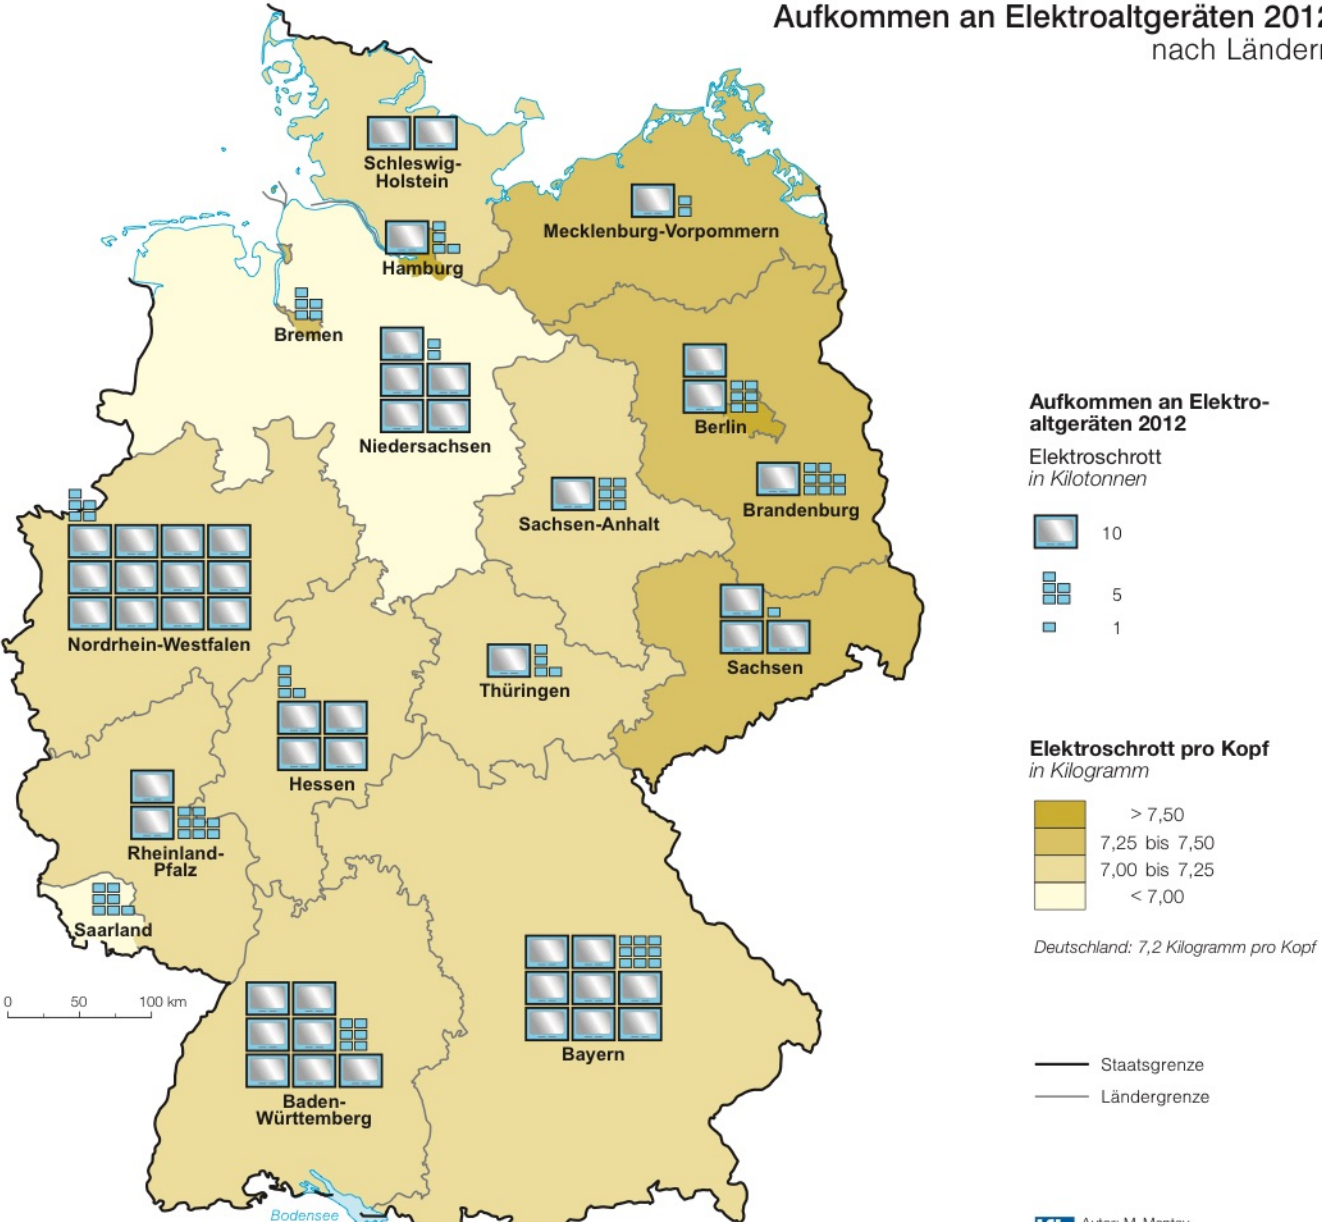 Aufkommen an Elektroaltgeräten 2012
nach Ländern
Schleswig-
Holstein
Mecklenburg-Vorpommern
Hamburg
Bremen
Niedersachsen
Berlin
Brandenburg
Sachsen-Anhalt
Nordrhein-Westfalen
Sachsen
Thüringen
Hessen
Rheinland-
Pfalz
Saarland
0 50 100 km
Bayern
Baden-
Württemberg
Bodensee
Aufkommen an Elektro-
altgeräten 2012
Elektroschrott
in Kilotonnen
10
5
1
Elektroschrott pro Kopf
in Kilogramm
> 7,50
7,25 bis 7,50
7,00 bis 7,25
< 7,00
Deutschland: 7,2 Kilogramm pro Kopf
Staatsgrenze
Ländergrenze